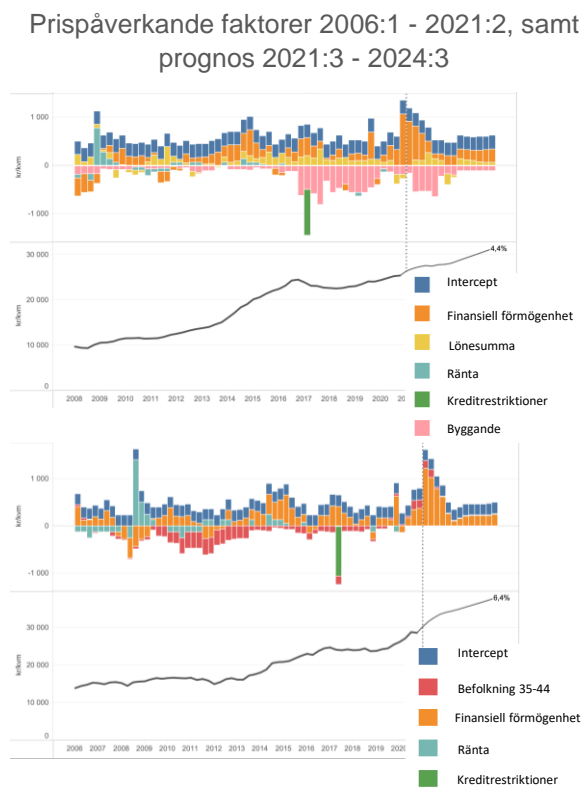 Prispåverkande faktorer 2006:1 - 2021:2, samt
prognos 2021:3 - 2024:3
1 000
0
-1 000
kr/kvm
30 000
4,4%
20 000
10 000
0
kr/kvm
2008 2009 2010 2011 2012 2013 2014 2015 2016 2017 2018 2019 2020
Intercept
Finansiell förmögenhet
Lönesumma
Ränta
Kreditrestriktioner
Byggande
1 000
0
-1 000
kr/kvm
6,4%
30 000
20 000
10 000
0
kr/kvm
2006 2007 2008 2009 2010 2011 2012 2013 2014 2015 2016 2017 2018 2019 2020
Intercept
Befolkning 35-44
Finansiell förmögenhet
Ränta
Kreditrestriktioner